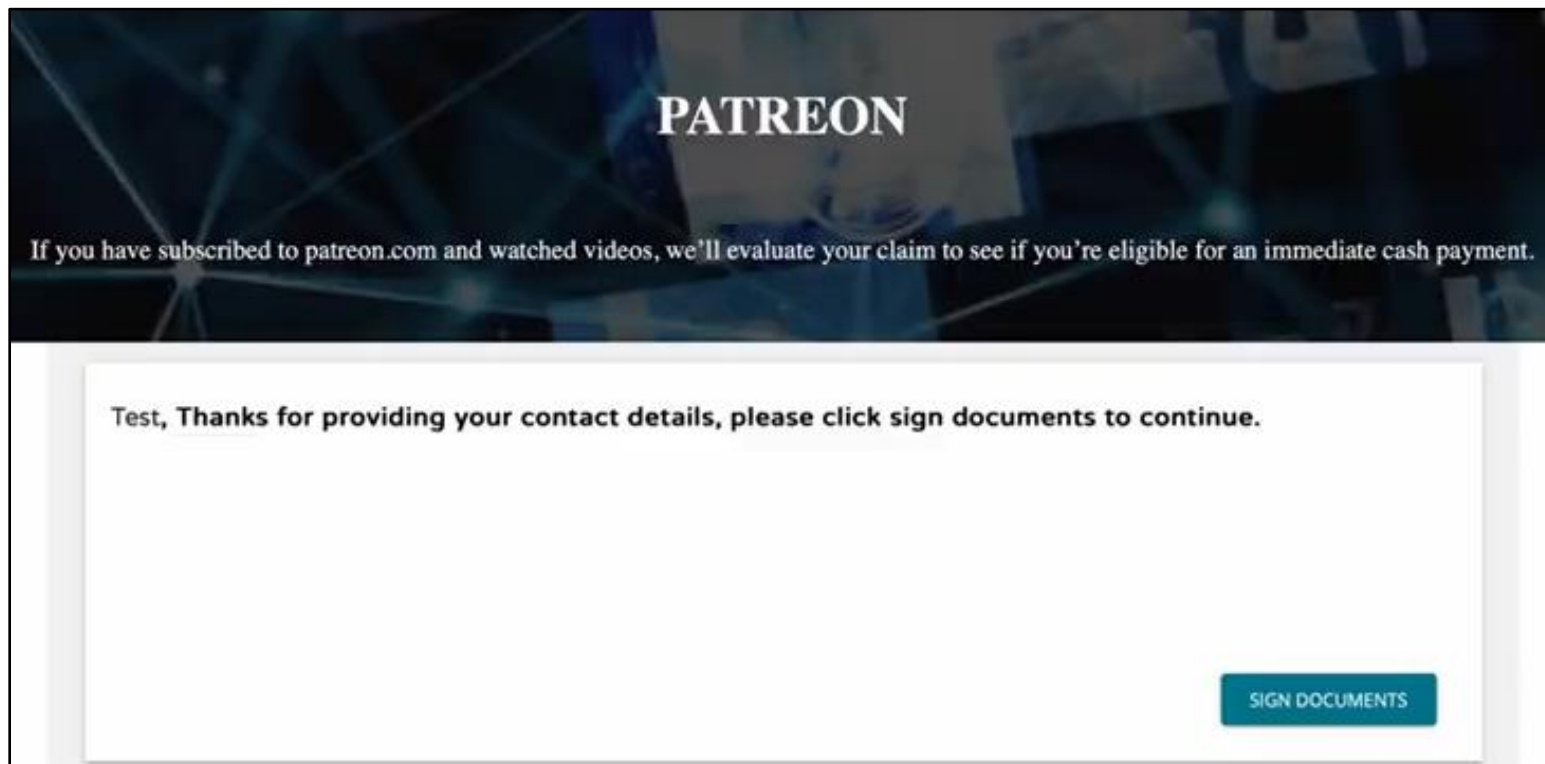 PATREON
If you have subscribed to patreon.com and watched videos, we’ll evaluate your claim to see if you’re eligible for an immediate cash payment.
Test, Thanks for providing your contact details, please click sign documents to continue.
SIGN DOCUMENTS